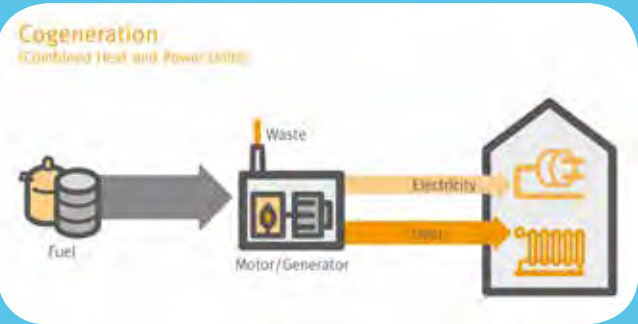 Cogeneration
(Combined Heat and Power Units)
Waste
Electricity
Heat
Fuel
Motor/Generator